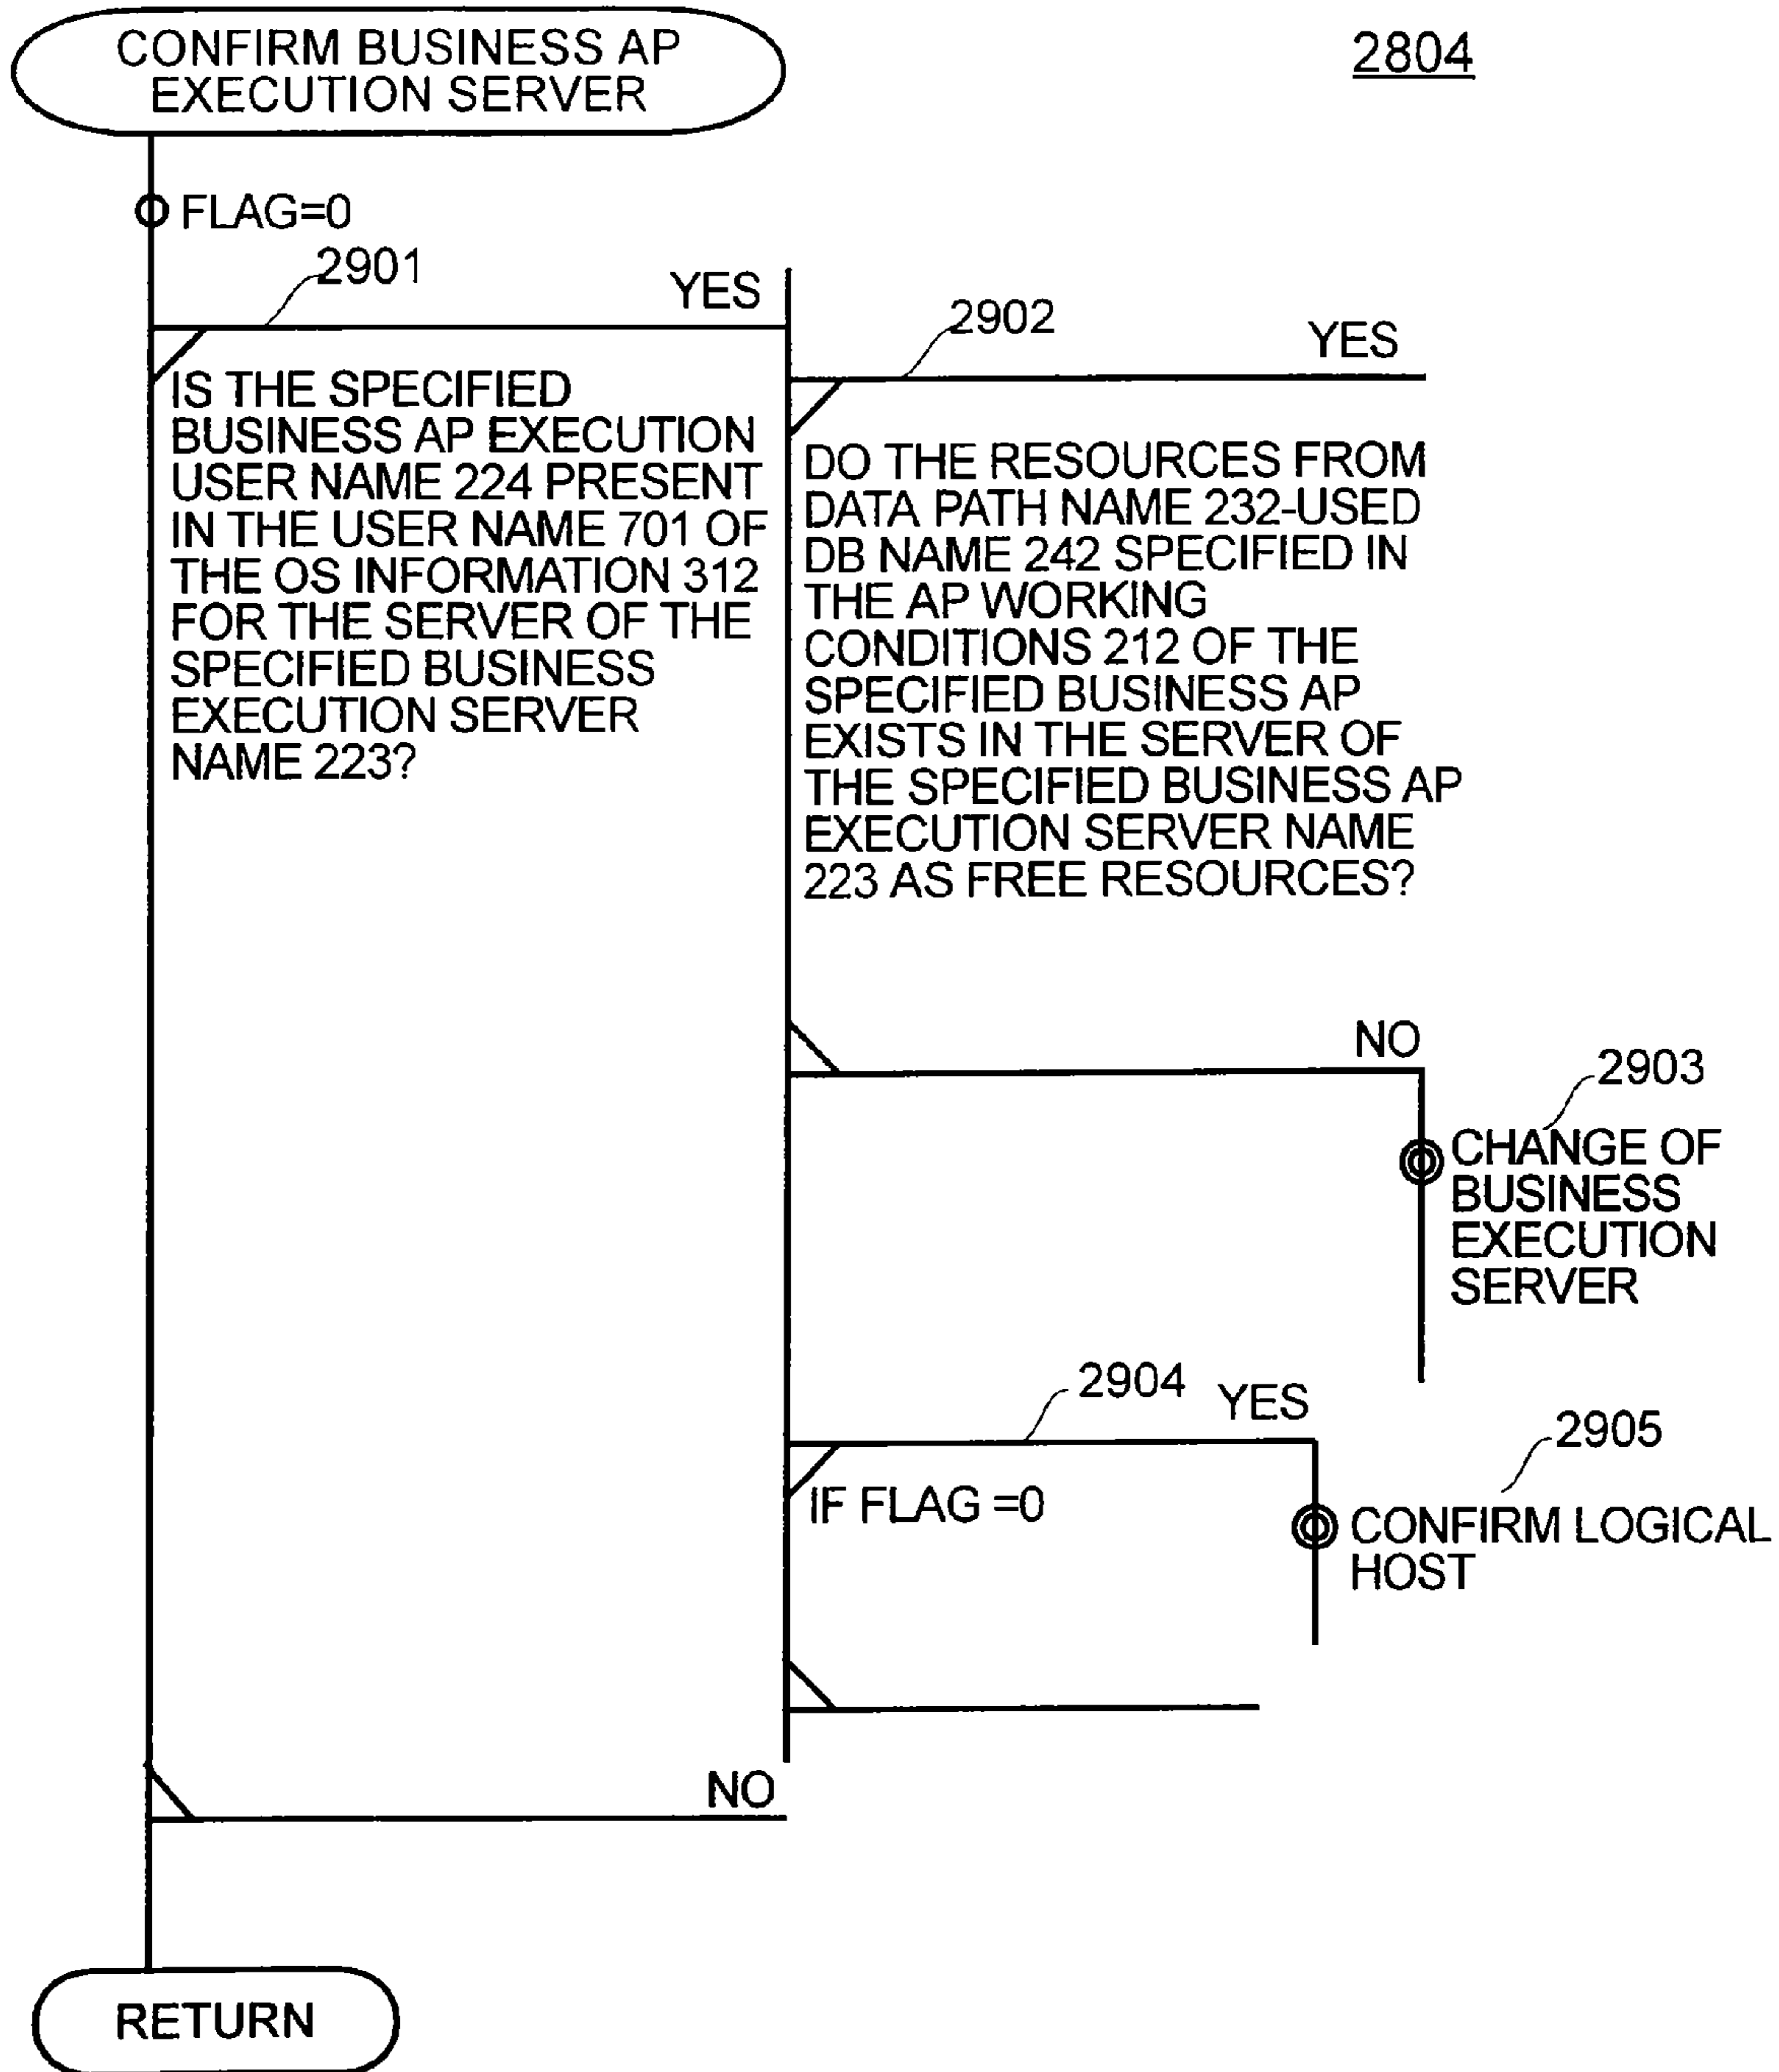 CONFIRM BUSINESS AP
EXECUTION SERVER
2804
FLAG=0
2901
YES
IS THE SPECIFIED
BUSINESS AP EXECUTION
USER NAME 224 PRESENT
IN THE USER NAME 701 OF
THE OS INFORMATION 312
FOR THE SERVER OF THE
SPECIFIED BUSINESS
EXECUTION SERVER
NAME 223?
2902
YES
DO THE RESOURCES FROM
DATA PATH NAME 232-USED
DB NAME 242 SPECIFIED IN
THE AP WORKING
CONDITIONS 212 OF THE
SPECIFIED BUSINESS AP
EXISTS IN THE SERVER OF
THE SPECIFIED BUSINESS AP
EXECUTION SERVER NAME
223 AS FREE RESOURCES?
NO
2903
CHANGE OF
BUSINESS
EXECUTION
SERVER
2904
YES
IF FLAG =0
2905
CONFIRM LOGICAL
HOST
NO
RETURN